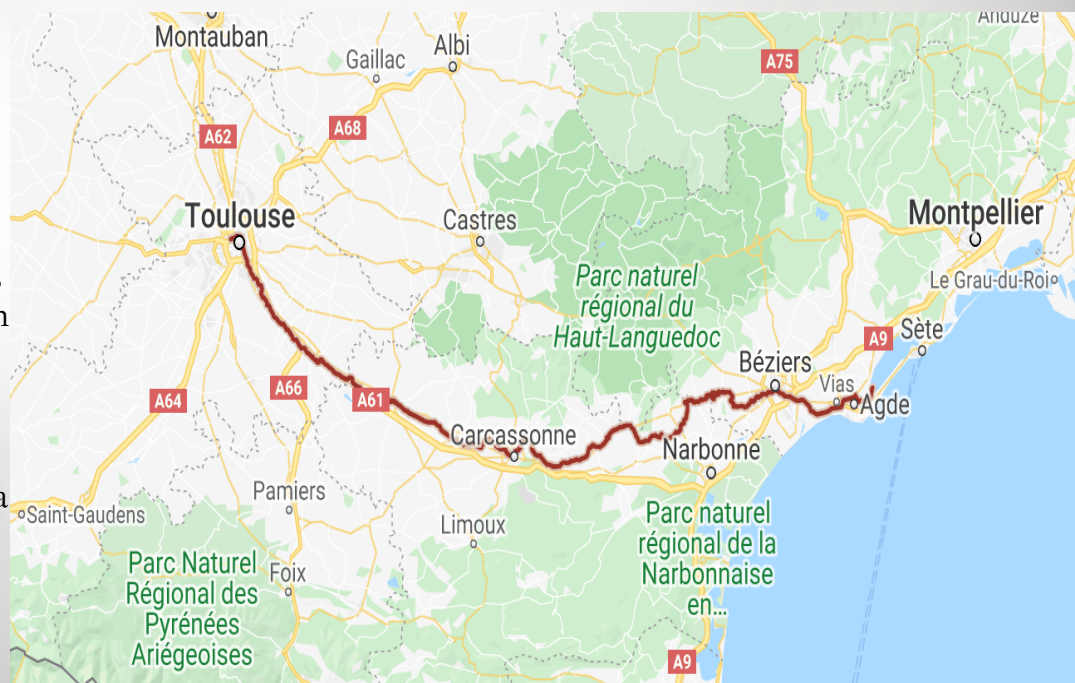 Anduze
Montauban
Albi
Gaillac
A75
A62
A68
Toulouse
Castres
Montpellier
Parc naturel
régional du
Haut-Languedoc
Le Grau-du-Roi
n
Sète
A9
Béziers
Vias
Agde
A64
A66
A61
Carcassonne
Narbonne
a
Saint-Gaudens
Pamiers
Limoux
Parc naturel
régional de la
Narbonnaise
en...
Parc Naturel
Régional des
Pyrénées
Ariégeoises
Foix
A9